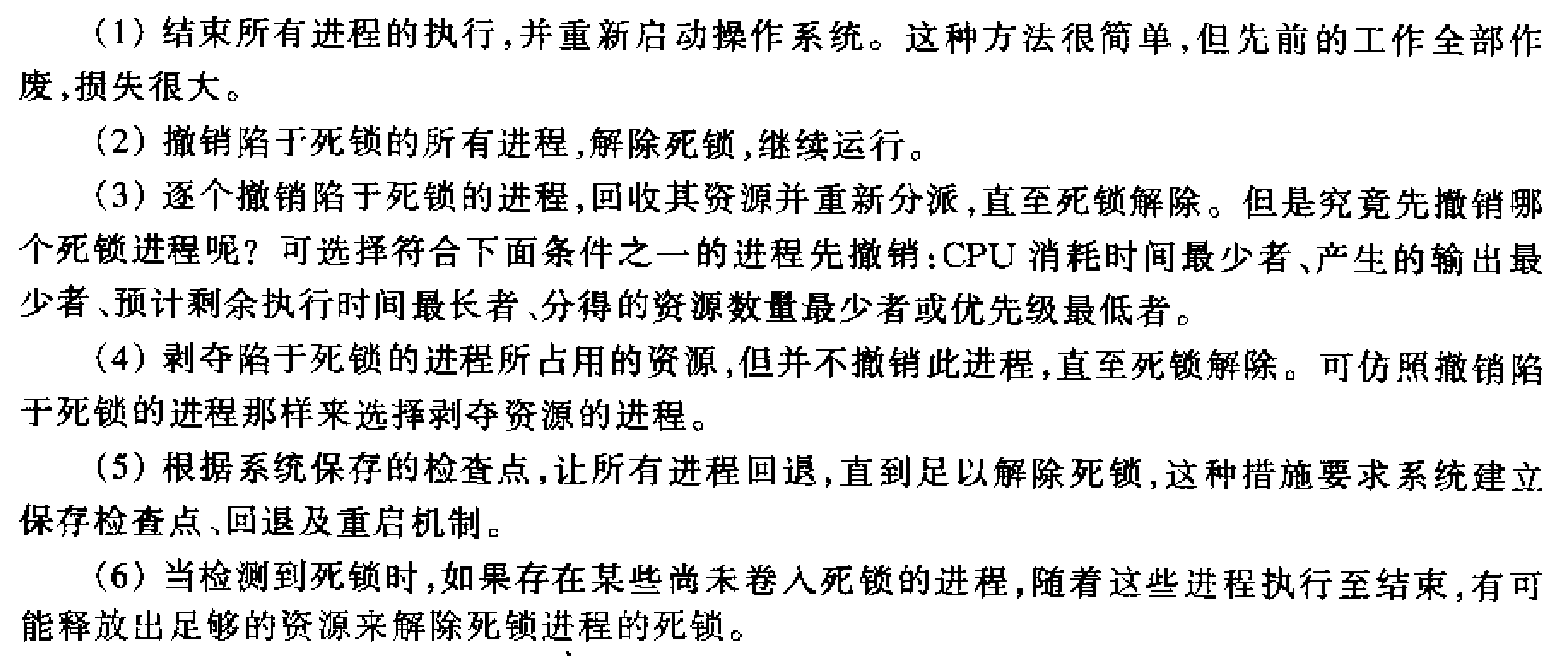 (1) 结束所有进程的执行,并重新启动操作系统。这种方法很简单,但先前的工作全部作
废,损失很大。
(2) 撤销陷于死锁的所有进程,解除死锁,继续运行。
(3) 逐个撤销陷于死锁的进程,回收其资源并重新分派,直至死锁解除。但是究竟先撤销哪
个死锁进程呢? 可选择符合下面条件之一的进程先撤销:CPU 消耗时间最少者、产生的输出最
少者、预计剩余执行时间最长者、分得的资源数量最少者或优先级最低者。
(4) 剥夺陷于死锁的进程所占用的资源,但并不撤销此进程,直至死锁解除。可仿照撤销陷
于死锁的进程那样来选择剥夺资源的进程。
(5) 根据系统保存的检查点,让所有进程回退,直到足以解除死锁,这种措施要求系统建立
保存检查点、回退及重启机制。
(6) 当检测到死锁时,如果存在某些尚未卷入死锁的进程,随着这些进程执行至结束,有可
能释放出足够的资源来解除死锁进程的死锁。